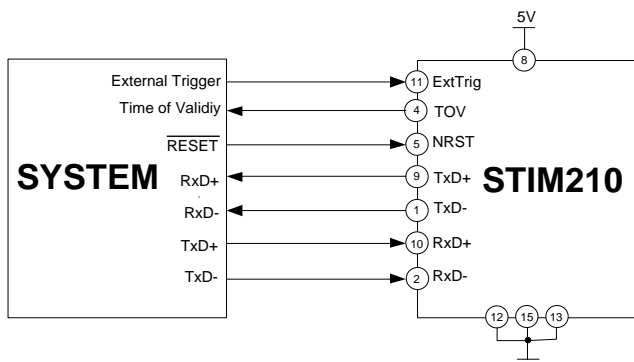 5V
8
External Trigger
11
ExtTrig
Time of Validiy
4
TOV
RESET
5
NRST
SYSTEM
RxD+
9
TxD+
STIM210
RxD-
1
TxD-
TxD+
10
RxD+
TxD-
2
RxD-
12
15
13